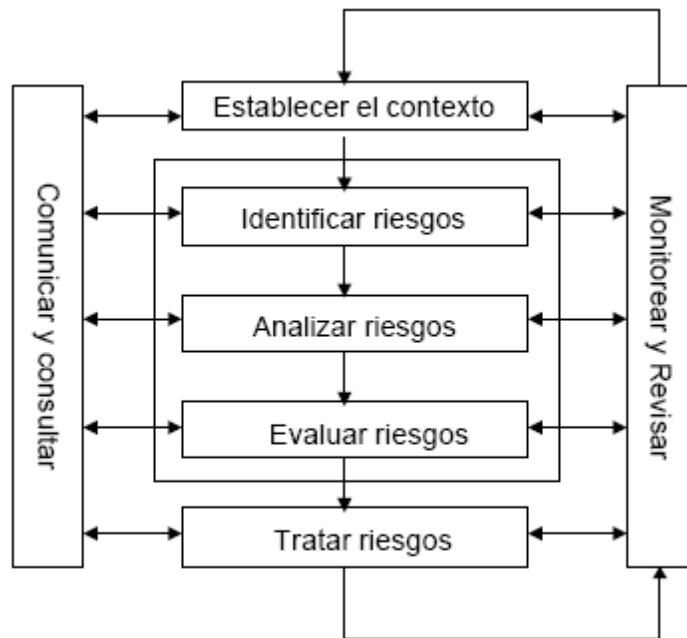 Establecer el contexto
Comunicar y consultar
Identificar riesgos
Analizar riesgos
Evaluar riesgos
Tratar riesgos
Monitorear y Revisar